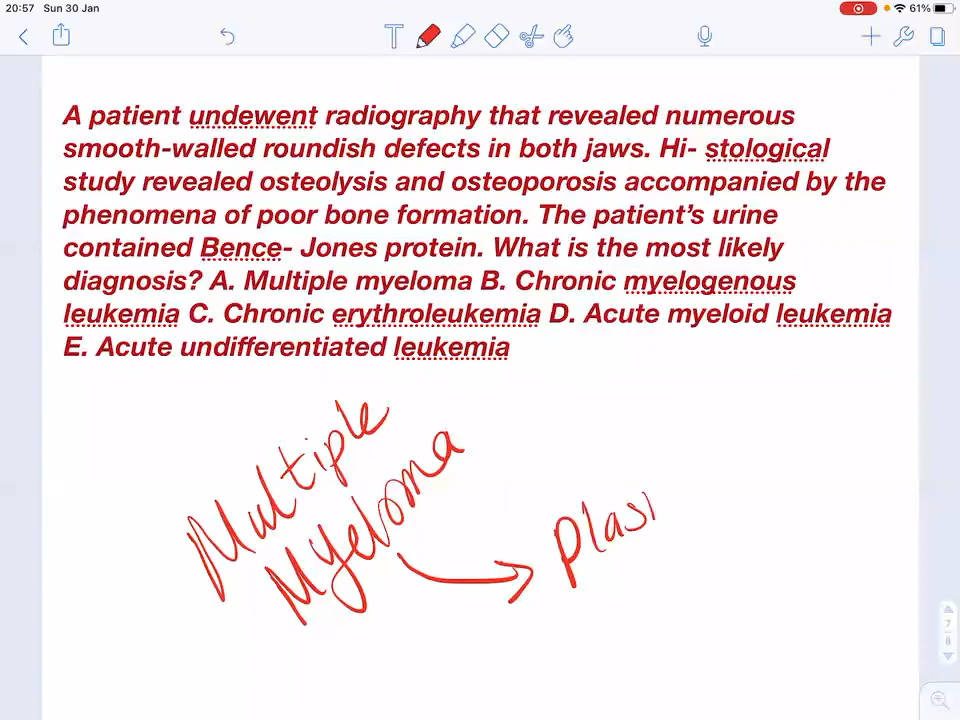 20:57 Sun 30 Jan 61%
T
A patient undewent radiography that revealed numerous
smooth-walled roundish defects in both jaws. Hi- stological
study revealed osteolysis and osteoporosis accompanied by the
phenomena of poor bone formation. The patient’s urine
contained Bence- Jones protein. What is the most likely
diagnosis? A. Multiple myeloma B. Chronic myelogenous
leukemia C. Chronic erythroleukemia D. Acute myeloid leukemia
E. Acute undifferentiated leukemia
Multiple
Myeloma
Plasi
7
8